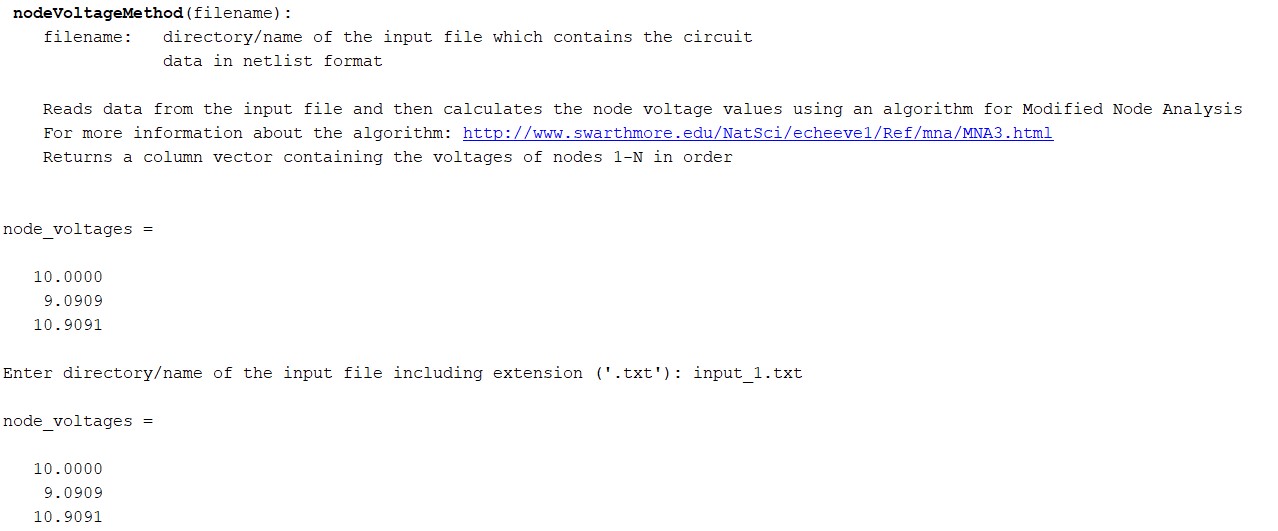 nodeVoltageMethod(filename):
filename:   directory/name of the input file which contains the circuit
data in netlist format
Reads data from the input file and then calculates the node voltage values using an algorithm for Modified Node Analysis
For more information about the algorithm: http://www.swarthmore.edu/NatSci/echeeve1/Ref/mna/MNA3.html
Returns a column vector containing the voltages of nodes 1-N in order
node_voltages =
10.0000
9.0909
10.9091
Enter directory/name of the input file including extension ('.txt'): input_1.txt
node_voltages =
10.0000
9.0909
10.9091